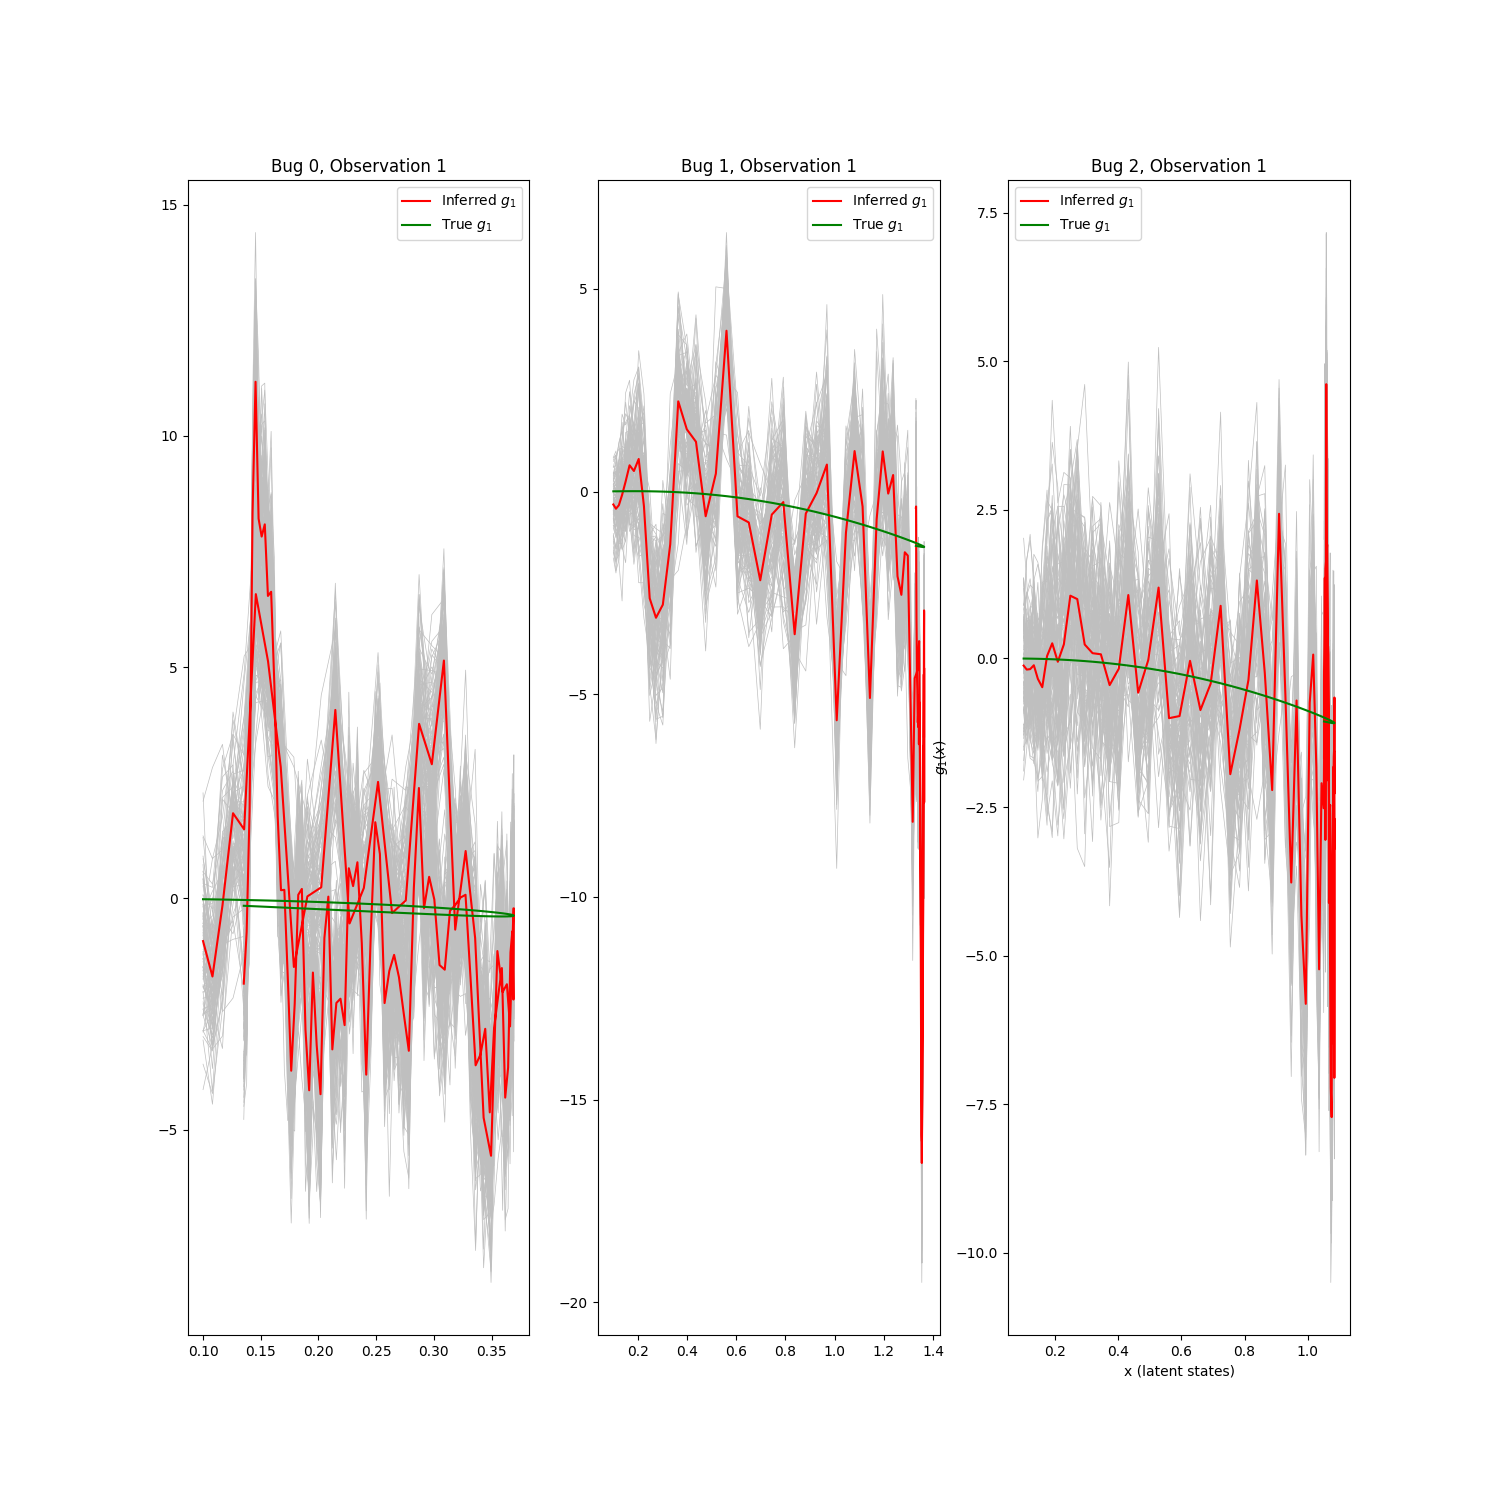 Bug 0, Observation 1
Inferred g₁
True g₁
15
10
5
0
−5
0.10 0.15 0.20 0.25 0.30 0.35
Bug 1, Observation 1
Inferred g₁
True g₁
5
0
−5
−10
−15
−20
0.2 0.4 0.6 0.8 1.0 1.2 1.4
Bug 2, Observation 1
Inferred g₁
True g₁
g₁(x)
7.5
5.0
2.5
0.0
−2.5
−5.0
−7.5
−10.0
0.2 0.4 0.6 0.8 1.0
x (latent states)